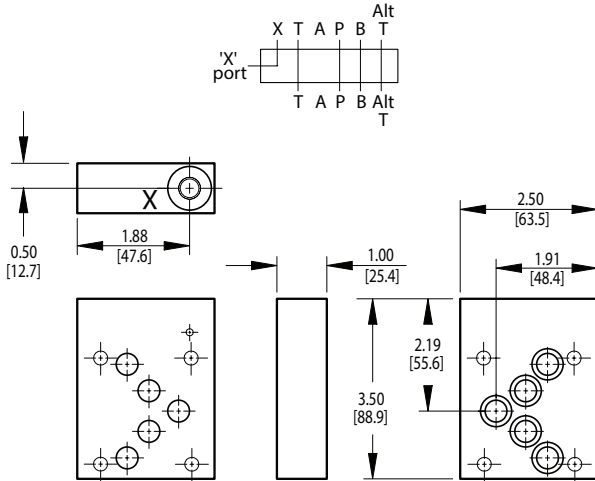 Alt
X T A P B T
'X'
port
T A P B Alt
T
X
0.50
[12.7]
1.88
[47.6]
1.00
[25.4]
2.50
[63.5]
1.91
[48.4]
2.19
[55.6]
3.50
[88.9]